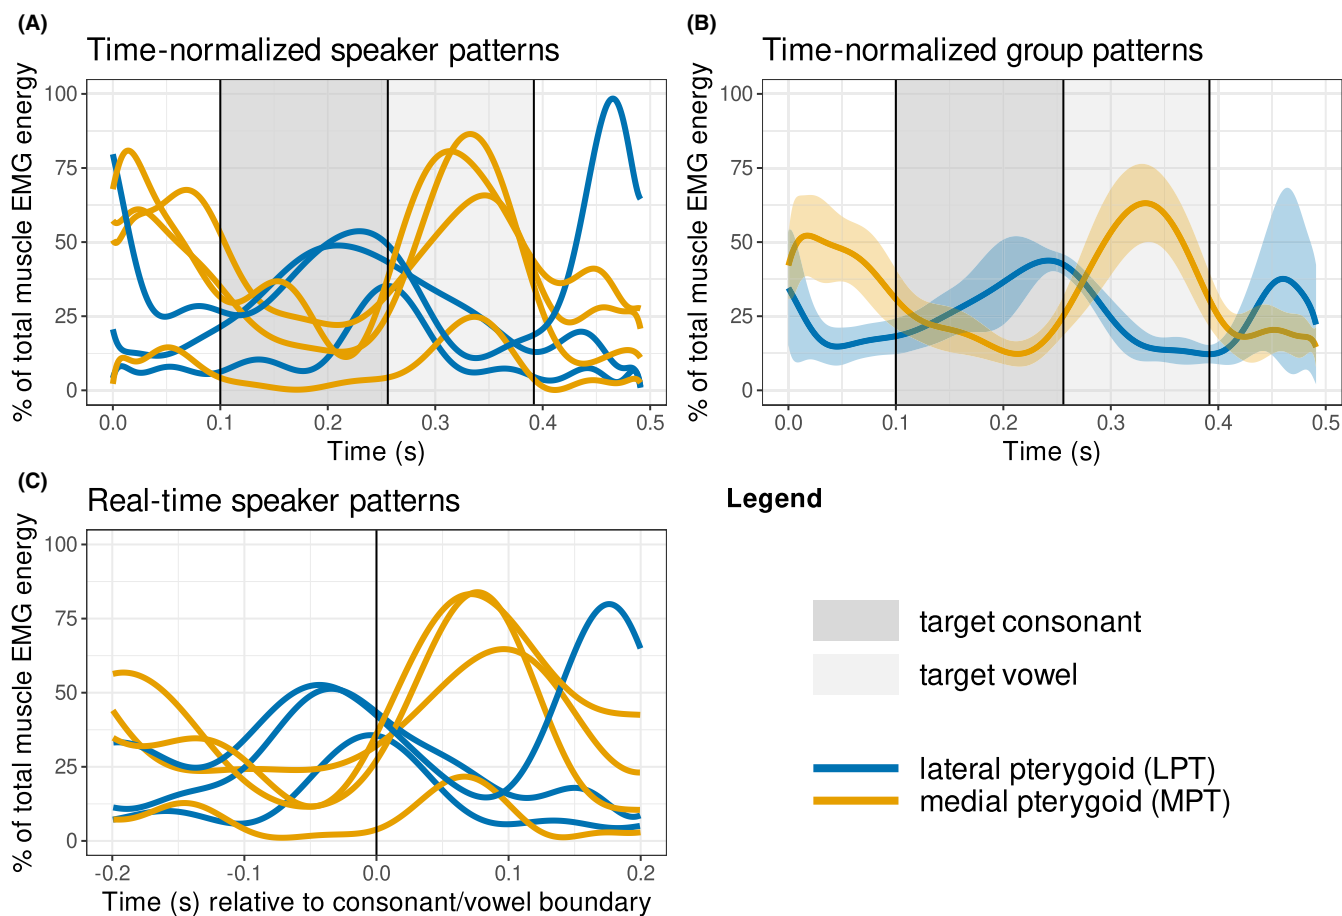 (A)
Time-normalized speaker patterns
% of total muscle EMG energy
100
75
50
25
0
0.0 0.1 0.2 0.3 0.4 0.5
Time (s)
(B)
Time-normalized group patterns
% of total muscle EMG energy
100
75
50
25
0
0.0 0.1 0.2 0.3 0.4 0.5
Time (s)
(C)
Real-time speaker patterns
% of total muscle EMG energy
100
75
50
25
0
-0.2 -0.1 0.0 0.1 0.2
Time (s) relative to consonant/vowel boundary
Legend
target consonant
target vowel
lateral pterygoid (LPT)
medial pterygoid (MPT)